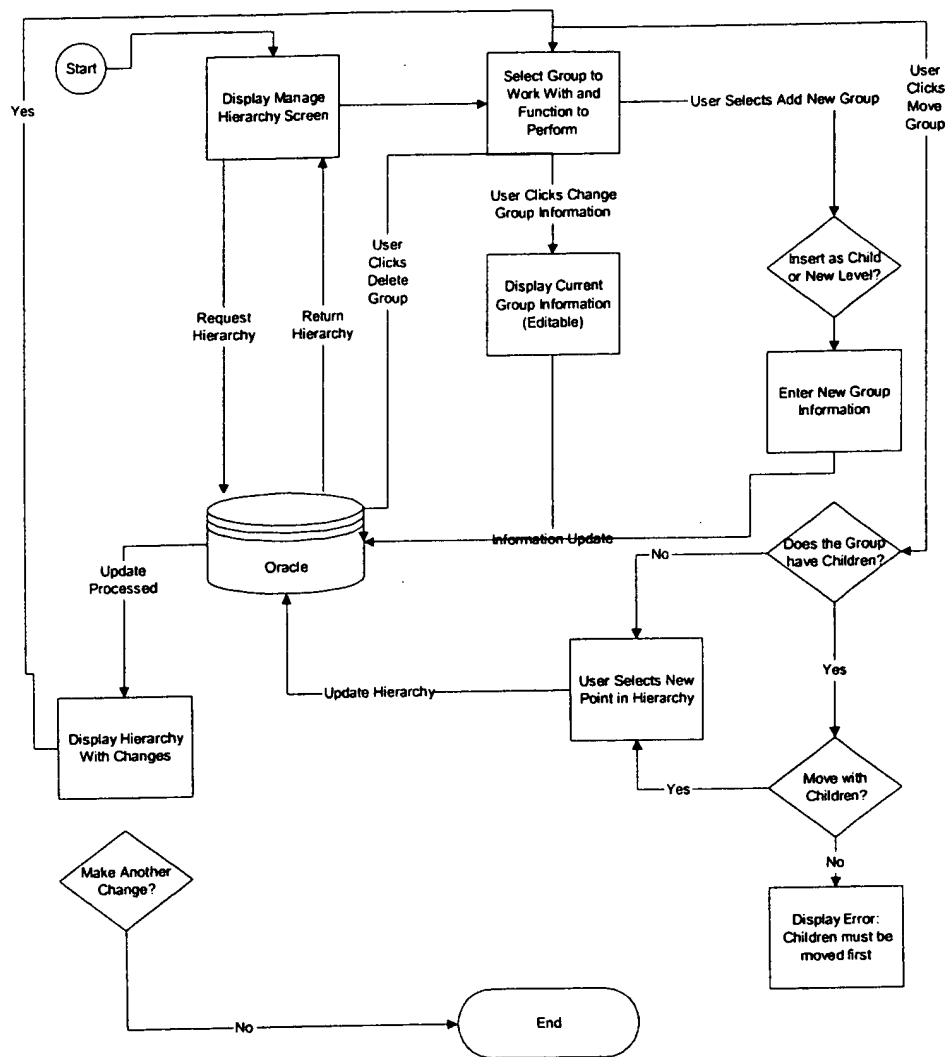 Start
Yes
Display Manage
Hierarchy Screen
Select Group to
Work With and
Function to
Perform
User Selects Add New Group
User
Clicks
Move
Group
User Clicks Change
Group Information
User
Clicks
Delete
Group
Insert as Child
or New Level?
Display Current
Group Information
(Editable)
Request
Hierarchy
Return
Hierarchy
Enter New Group
Information
Information Update
Oracle
No
Does the Group
have Children?
Update
Processed
Yes
Update Hierarchy
User Selects New
Point in Hierarchy
Display Hierarchy
With Changes
Yes
Move with
Children?
No
Make Another
Change?
Display Error:
Children must be
moved first
No
End